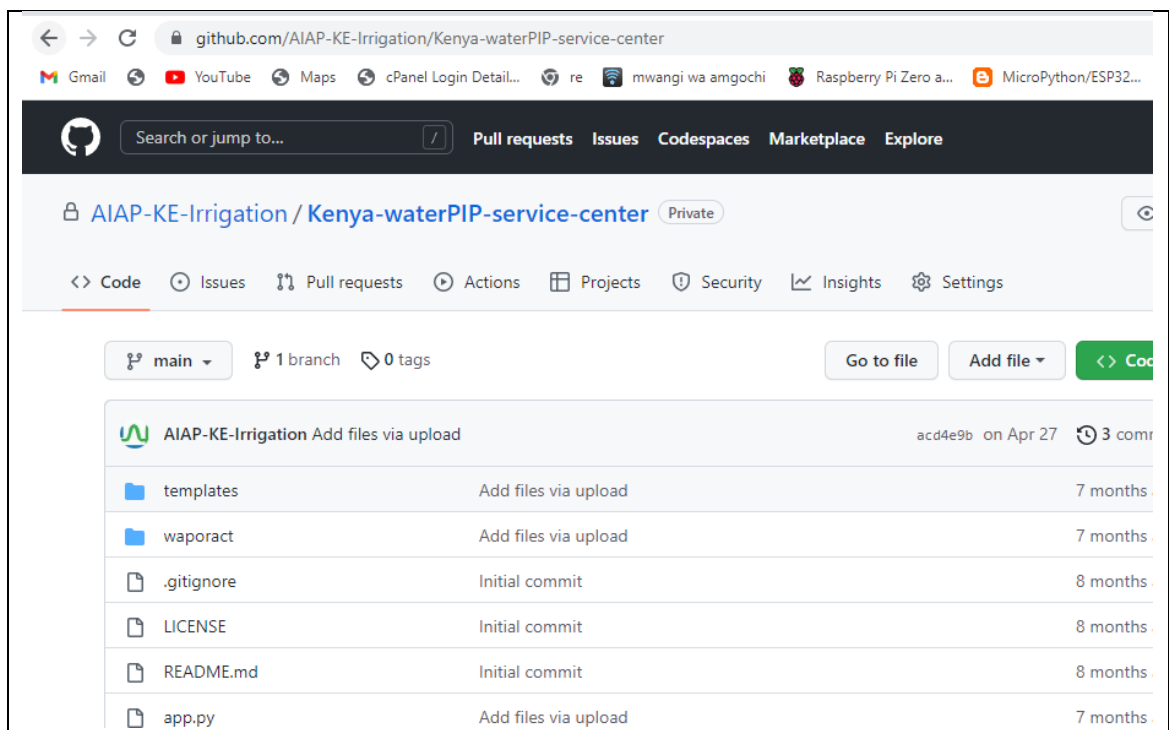 github.com/AIAP-KE-Irrigation/Kenya-waterPIP-service-center
Gmail YouTube Maps cPanel Login Detail... re mwangi wa amgochi Raspberry Pi Zero a... MicroPython/ESP32...
Search or jump to... / Pull requests Issues Codespaces Marketplace Explore
AIAP-KE-Irrigation / Kenya-waterPIP-service-center Private
<> Code Issues Pull requests Actions Projects Security Insights Settings
main 1 branch 0 tags Go to file Add file <>
AIAP-KE-Irrigation Add files via upload acd4e9b on Apr 27 3
templates Add files via upload 7 months
waporact Add files via upload 7 months
.gitignore Initial commit 8 months
LICENSE Initial commit 8 months
README.md Initial commit 8 months
app.py Add files via upload 7 months